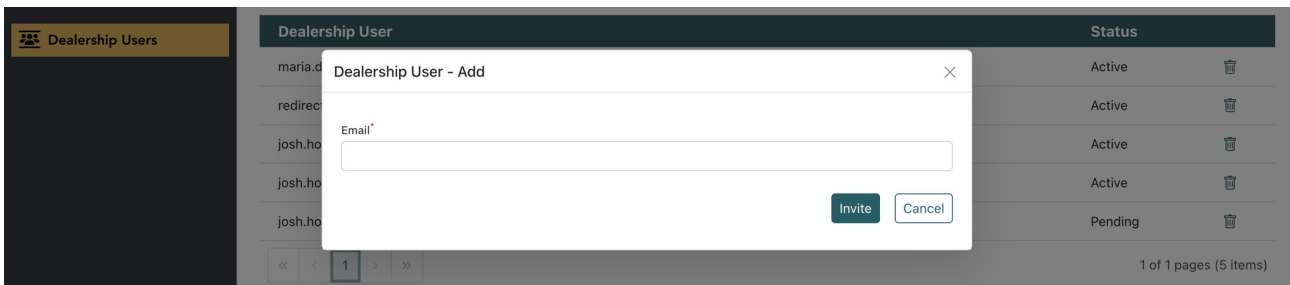 Dealership Users
Dealership User Status
maria.d Active
Dealership User - Add
redirect Active
Email*
josh.ho Active
josh.ho Active
Invite Cancel
josh.ho Pending
« < 1 > »
1 of 1 pages (5 items)